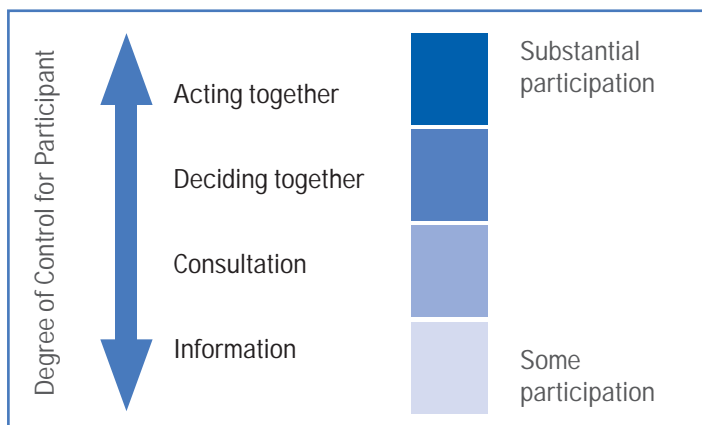 Degree of Control for Participant
Acting together
Deciding together
Consultation
Information
Substantial
participation
Some
participation